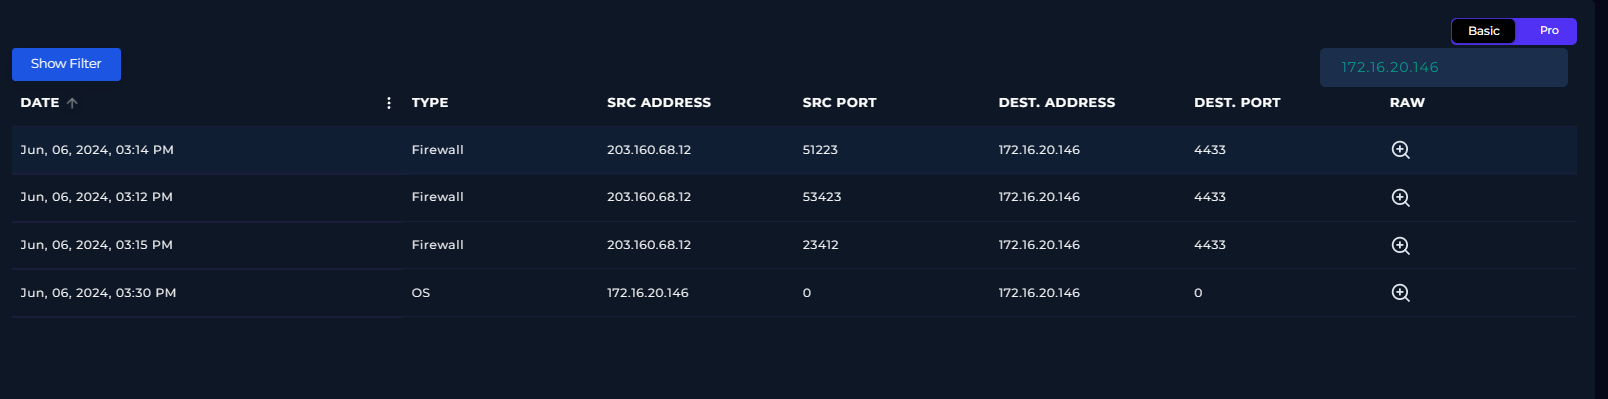 Basic Pro
Show Filter
172.16.20.146
DATE TYPE SRC ADDRESS SRC PORT DEST. ADDRESS DEST. PORT RAW
Jun, 06, 2024, 03:14 PM Firewall 203.160.68.12 51223 172.16.20.146 4433
Jun, 06, 2024, 03:12 PM Firewall 203.160.68.12 53423 172.16.20.146 4433
Jun, 06, 2024, 03:15 PM Firewall 203.160.68.12 23412 172.16.20.146 4433
Jun, 06, 2024, 03:30 PM OS 172.16.20.146 0 172.16.20.146 0